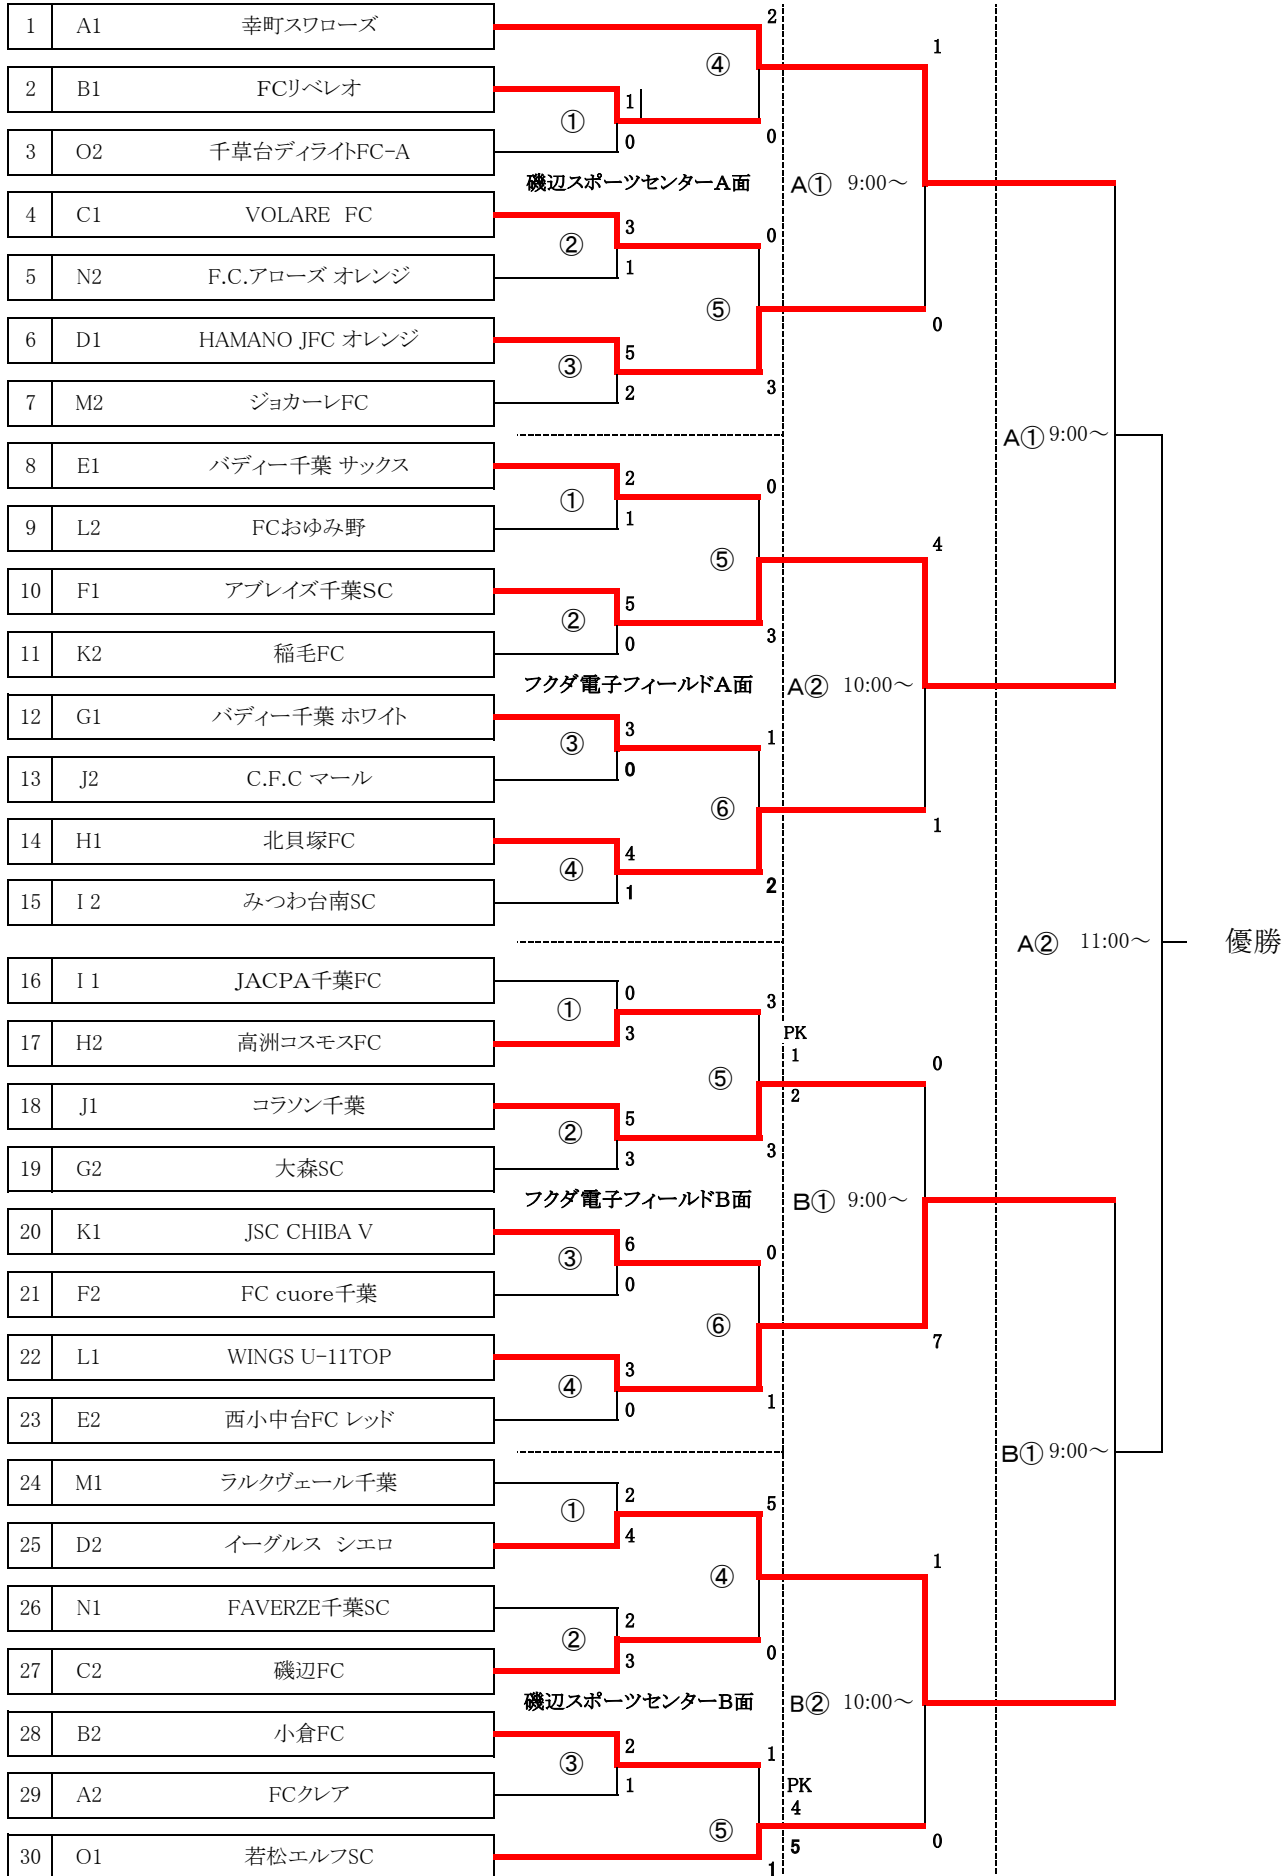 1 A1 幸町スワローズ
2
1
④
2 B1 FCリベレオ
1
①
0
0
3 O2 千草台ディライトFC-A
磯辺スポーツセンターA面
A① 9:00～
4 C1 VOLARE FC
3
0
②
1
5 N2 F.C.アローズ オレンジ
⑤
0
6 D1 HAMANO JFC オレンジ
5
③
2
3
7 M2 ジョカーレFC
A① 9:00～
8 E1 バディー千葉 サックス
2
0
①
1
9 L2 FCおゆみ野
4
⑤
10 F1 アブレイズ千葉SC
5
②
0
3
11 K2 稲毛FC
フクダ電子フィールドA面
A② 10:00～
12 G1 バディー千葉 ホワイト
3
1
③
0
13 J2 C.F.C マール
⑥
1
14 H1 北貝塚FC
4
④
1
2
15 I 2 みつわ台南SC
A② 11:00～
優勝
16 I 1 JACPA千葉FC
0
3
①
3
PK
1
17 H2 高洲コスモスFC
0
⑤
2
18 J1 コラソン千葉
5
②
3
3
19 G2 大森SC
フクダ電子フィールドB面
B① 9:00～
20 K1 JSC CHIBA V
6
0
③
0
21 F2 FC cuore千葉
⑥
7
22 L1 WINGS U-11TOP
3
④
0
1
23 E2 西小中台FC レッド
B① 9:00～
24 M1 ラルクヴェール千葉
2
5
①
4
25 D2 イーグルス シエロ
1
④
26 N1 FAVERZE千葉SC
2
②
3
0
27 C2 磯辺FC
磯辺スポーツセンターB面
B② 10:00～
28 B2 小倉FC
2
1
③
1
PK
4
29 A2 FCクレア
⑤
5
0
30 O1 若松エルフSC
1